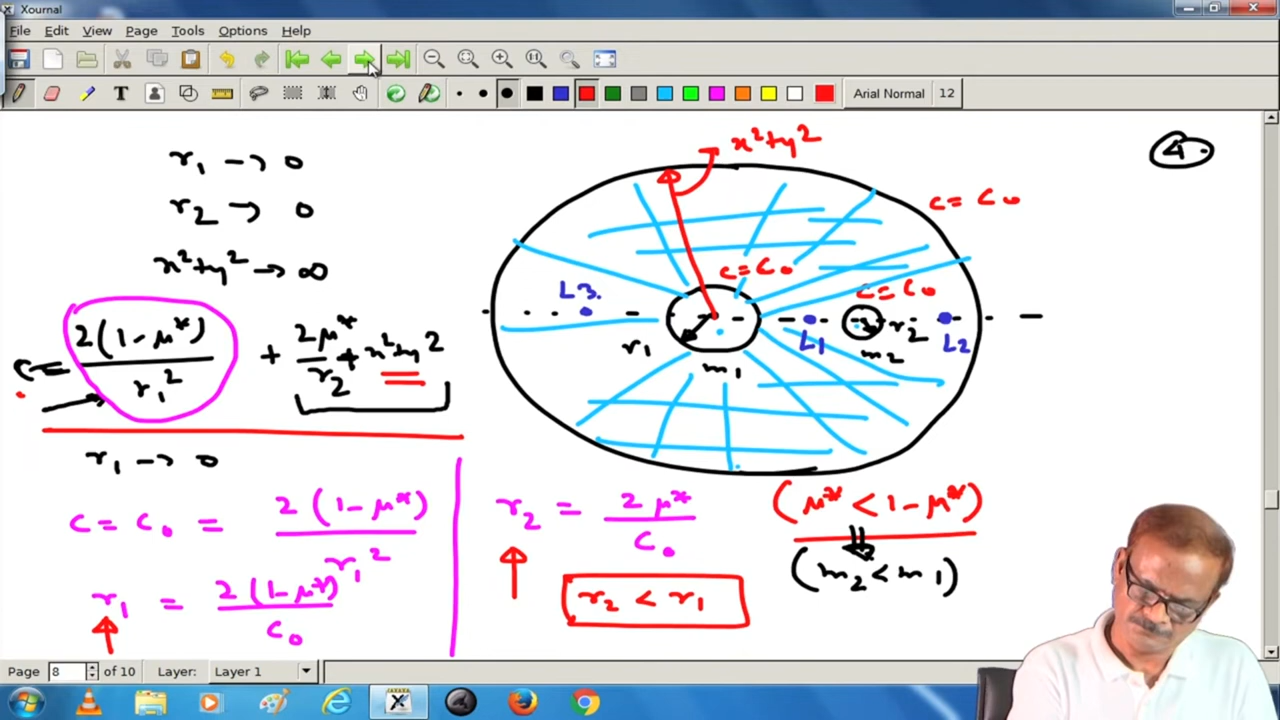 Xournal
File Edit View Page Tools Options Help
Arial Normal 12
r₁ → 0
r₂ → 0
x²+y² → ∞
c = 2(1-μ*)/r₁² + 2μ*/r₂ + x²+y²
r₁ → 0
c = c₀ = 2(1-μ*)/r₁²
r₁ = 2(1-μ*)/c₀
x²+y²
c = c₀
c = c₀
c = c₀
L3.
r₁
m₁
L1
r₂
m₂
L2
4
r₂ = 2μ*/c₀
r₂ < r₁
(μ* < 1-μ*)
⇓
(m₂ < m₁)
Page 8 of 10 Layer: Layer 1